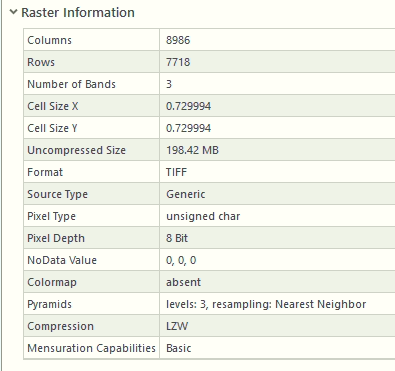 Raster Information
Columns 8986
Rows 7718
Number of Bands 3
Cell Size X 0.729994
Cell Size Y 0.729994
Uncompressed Size 198.42 MB
Format TIFF
Source Type Generic
Pixel Type unsigned char
Pixel Depth 8 Bit
NoData Value 0, 0, 0
Colormap absent
Pyramids levels: 3, resampling: Nearest Neighbor
Compression LZW
Mensuration Capabilities Basic